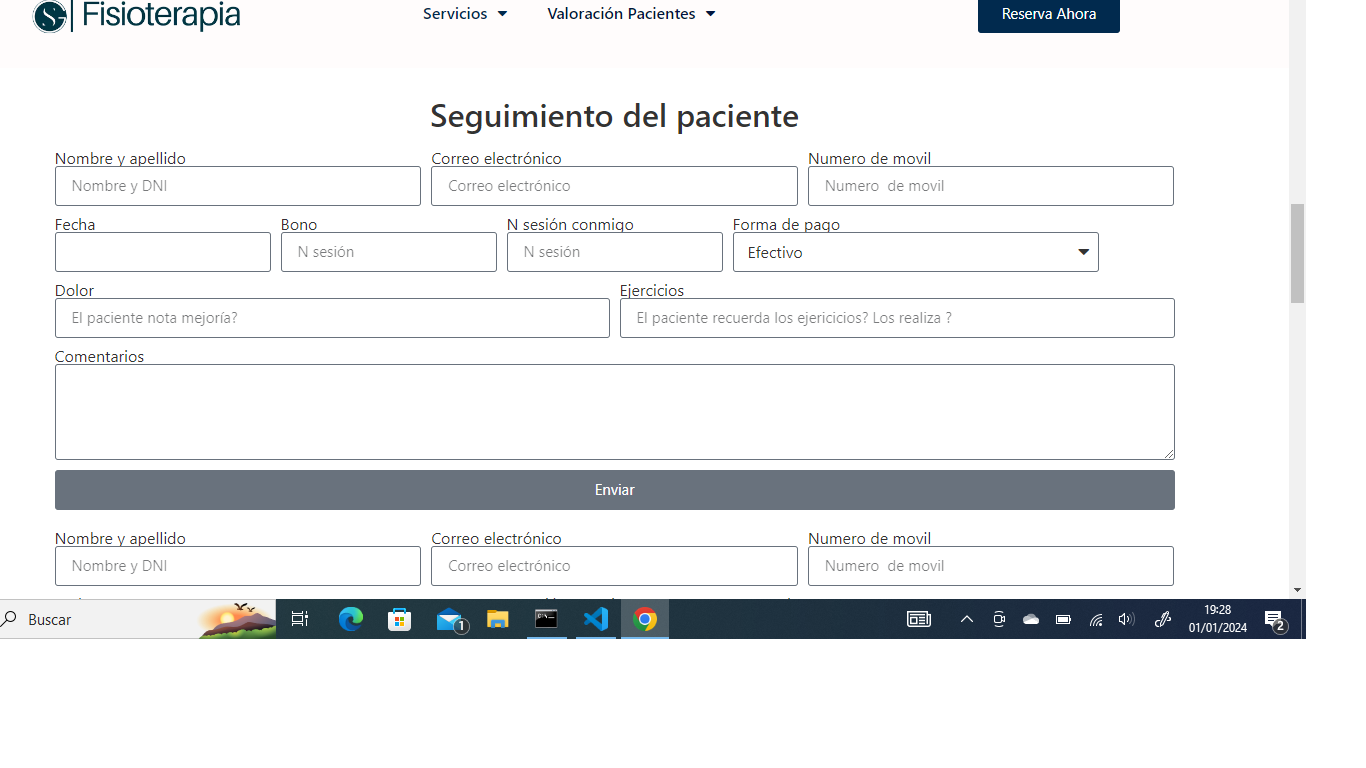 SG Fisioterapia Servicios Valoración Pacientes Reserva Ahora
Seguimiento del paciente
Nombre y apellido Correo electrónico Numero de movil
Nombre y DNI Correo electrónico Numero de movil
Fecha Bono N sesión conmigo Forma de pago
N sesión N sesión Efectivo
Dolor Ejercicios
El paciente nota mejoría? El paciente recuerda los ejericicios? Los realiza ?
Comentarios
Enviar
Nombre y apellido Correo electrónico Numero de movil
Nombre y DNI Correo electrónico Numero de movil
Buscar 1 19:28
01/01/2024 2